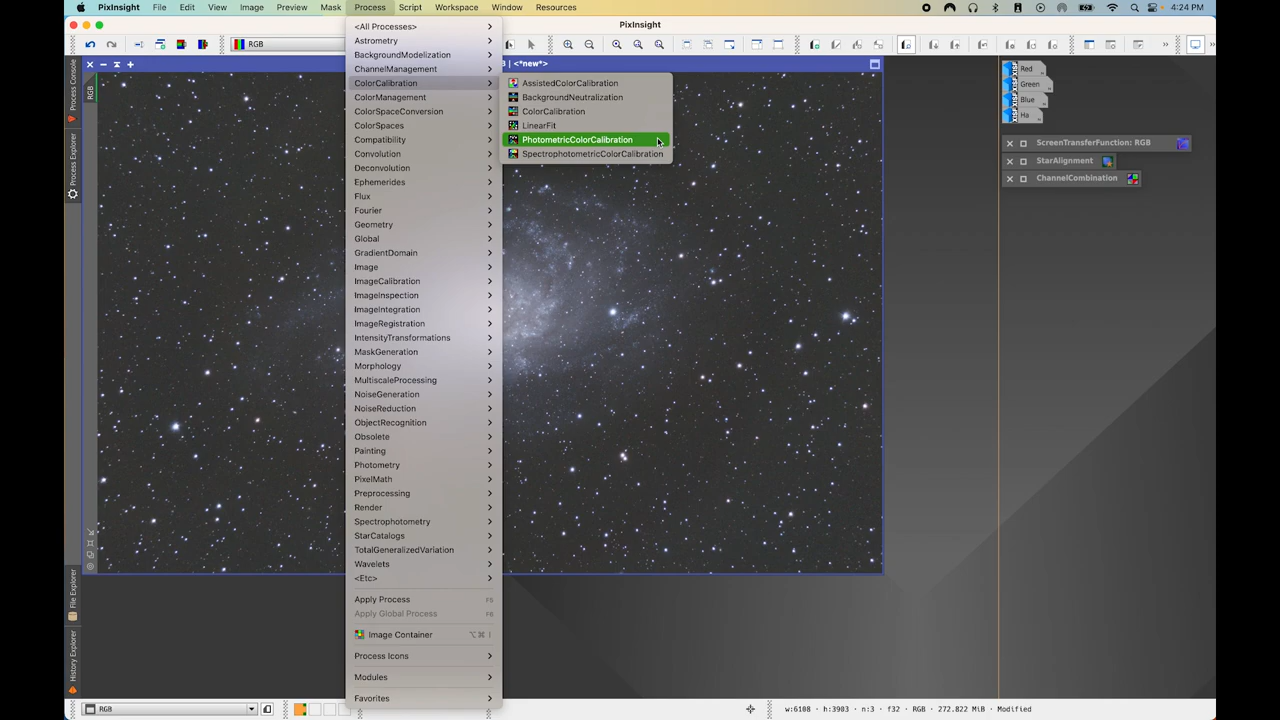 PixInsight File Edit View Image Preview Mask Process Script Workspace Window Resources 4:24 PM
PixInsight
RGB
| <*new*>
Process Console
Process Explorer
File Explorer
History Explorer
RGB
<All Processes>
Astrometry
BackgroundModelization
ChannelManagement
ColorCalibration
ColorManagement
ColorSpaceConversion
ColorSpaces
Compatibility
Convolution
Deconvolution
Ephemerides
Flux
Fourier
Geometry
Global
GradientDomain
Image
ImageCalibration
ImageInspection
ImageIntegration
ImageRegistration
IntensityTransformations
MaskGeneration
Morphology
MultiscaleProcessing
NoiseGeneration
NoiseReduction
ObjectRecognition
Obsolete
Painting
Photometry
PixelMath
Preprocessing
Render
Spectrophotometry
StarCatalogs
TotalGeneralizedVariation
Wavelets
<Etc>
Apply Process F5
Apply Global Process F6
Image Container ⌥⌘ I
Process Icons
Modules
Favorites
AssistedColorCalibration
BackgroundNeutralization
ColorCalibration
LinearFit
PhotometricColorCalibration
SpectrophotometricColorCalibration
Red
Green
Blue
Ha
ScreenTransferFunction: RGB
StarAlignment
ChannelCombination
RGB
w:6108 · h:3903 · n:3 · f32 · RGB · 272.822 MiB · Modified